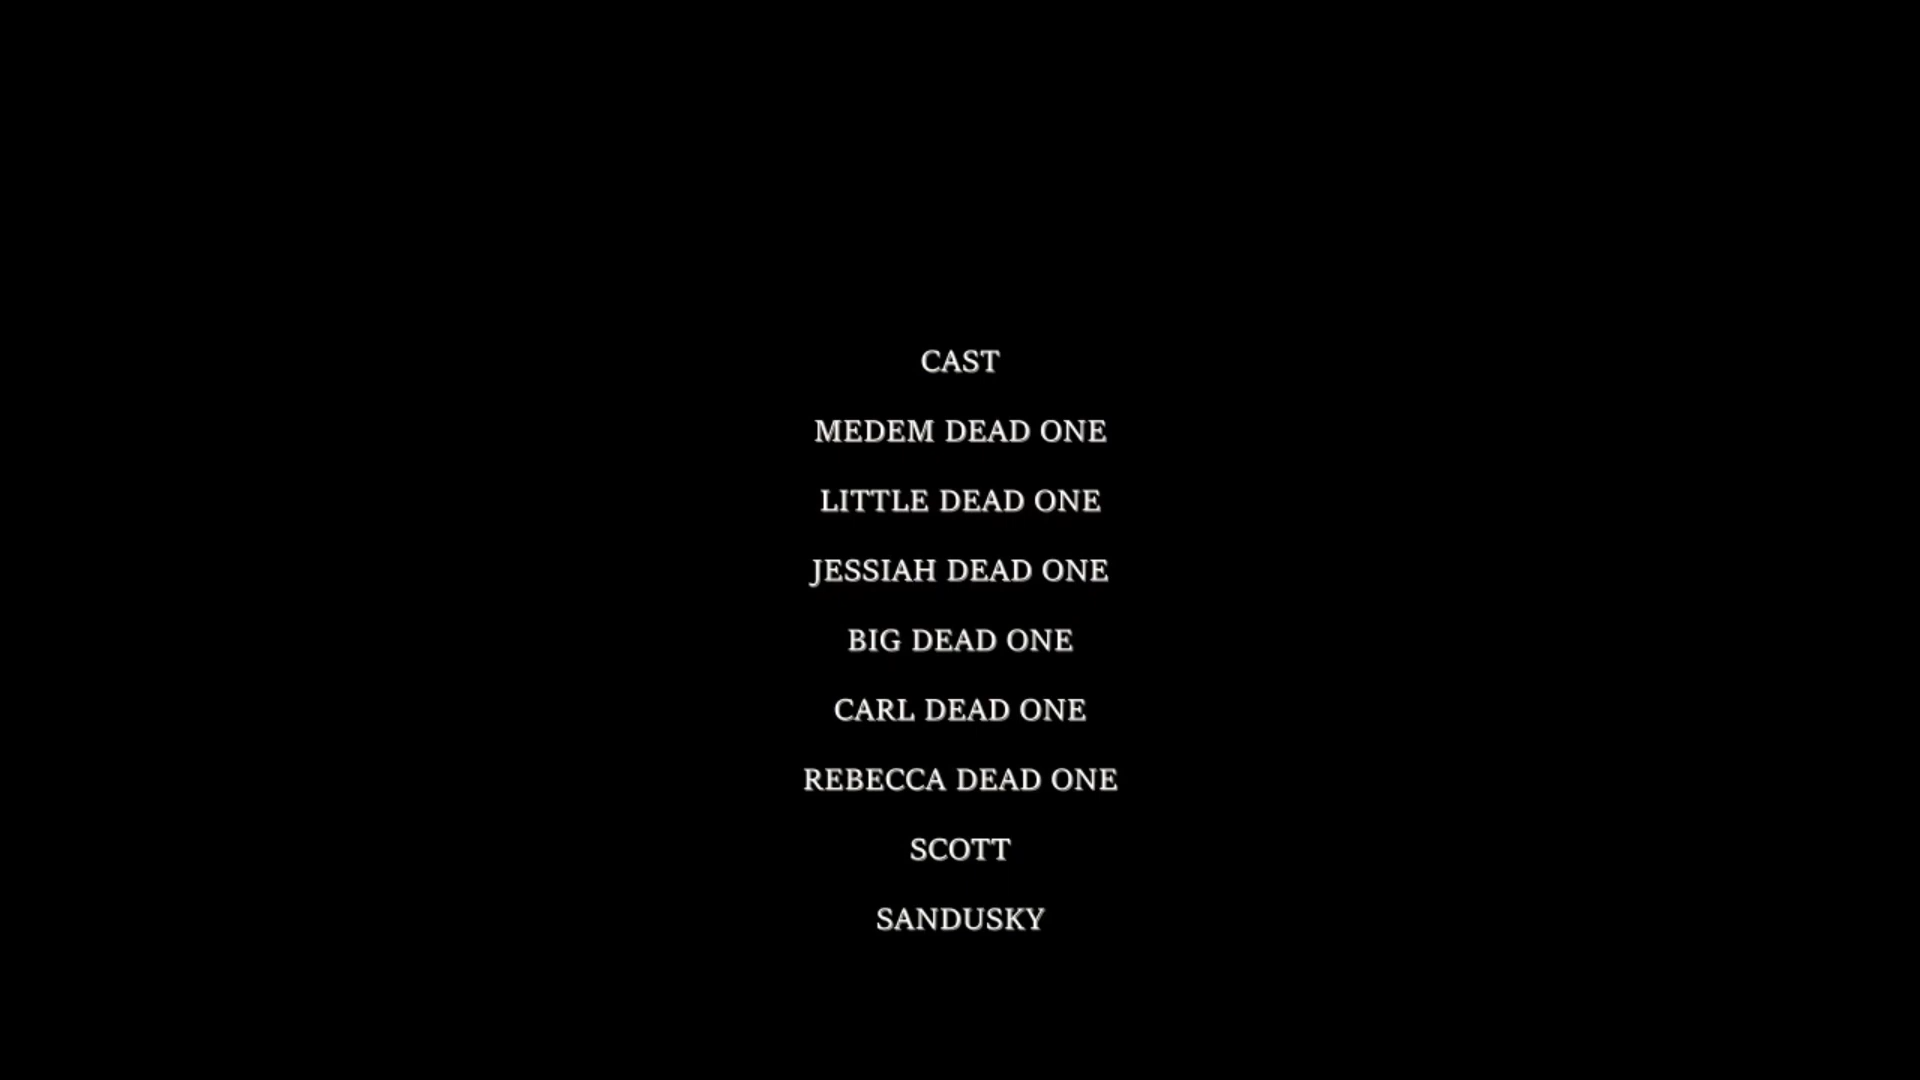 CAST
MEDEM DEAD ONE
LITTLE DEAD ONE
JESSIAH DEAD ONE
BIG DEAD ONE
CARL DEAD ONE
REBECCA DEAD ONE
SCOTT
SANDUSKY